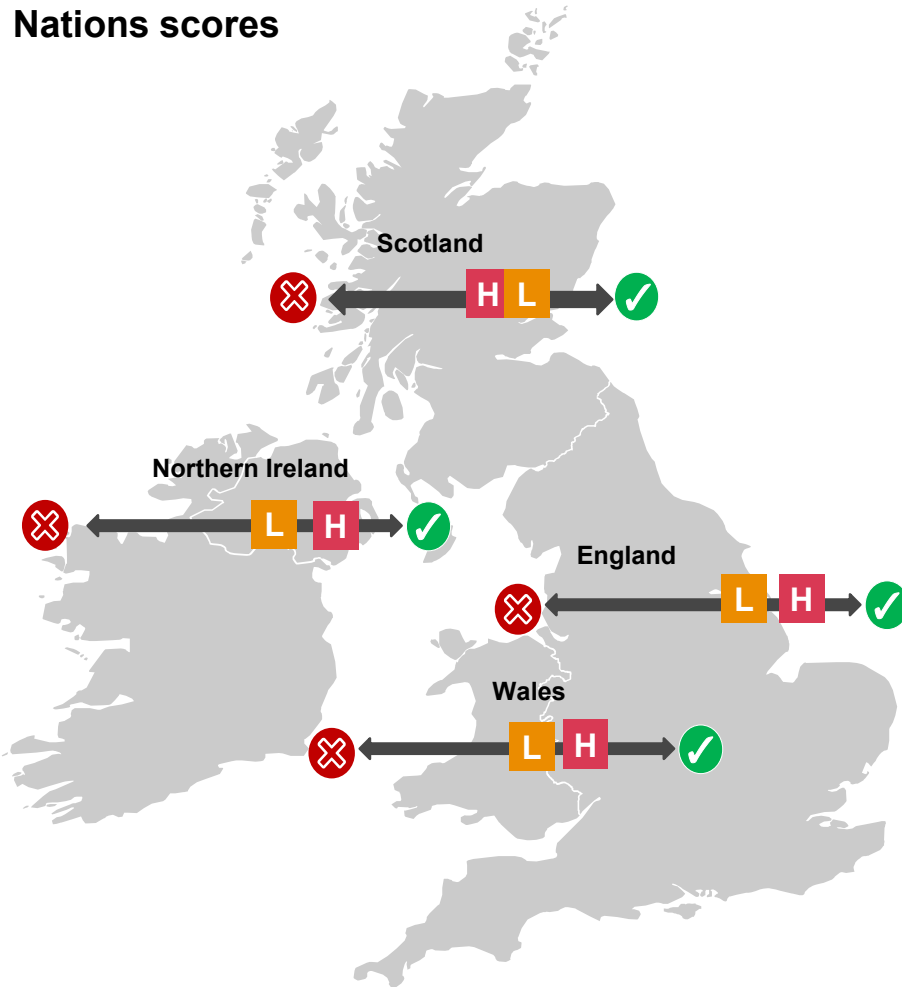 Nations scores
Scotland
H L
Northern Ireland
L H
England
L H
Wales
L H